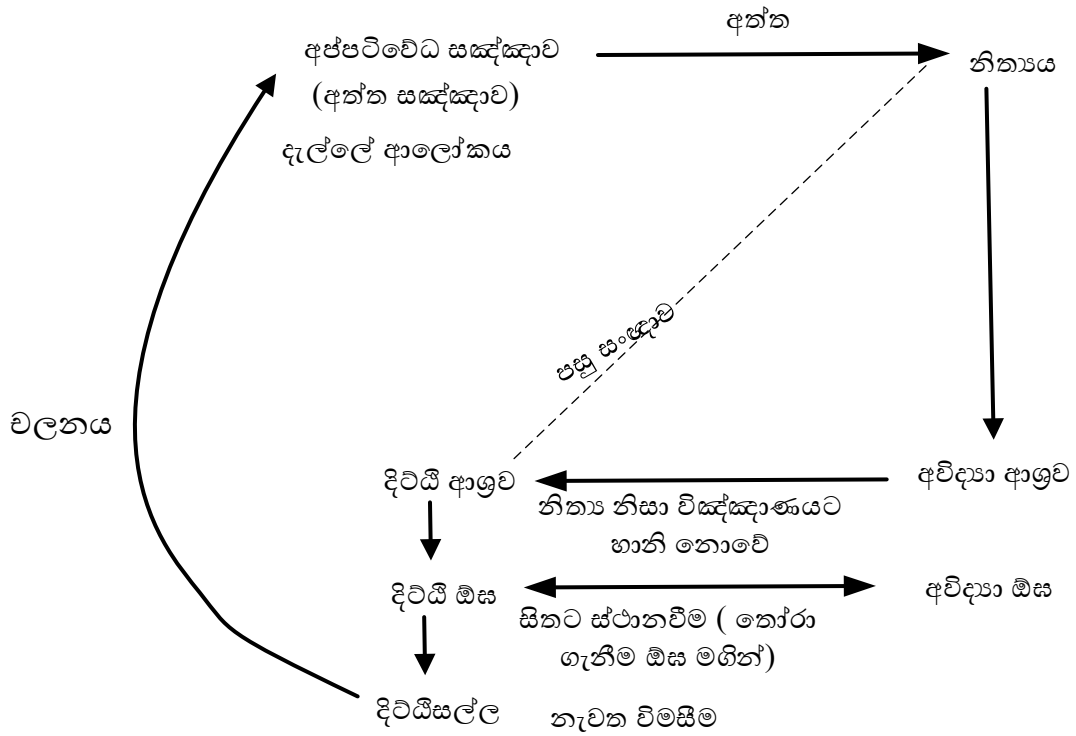 අත්ත
අප්පටිවේධ සඤ්ඤාව
(අත්ත සඤ්ඤාව)
දැල්ලේ ආලෝකය
නිත්‍යය
පසු සංඥාව
චලනය
දිට්ඨි ආශ්‍රව
අවිද්‍යා ආශ්‍රව
නිත්‍ය නිසා විඤ්ඤාණයට
හානි නොවේ
දිට්ඨි ඕඝ
අවිද්‍යා ඕඝ
සිතට ස්ථානවීම ( තෝරා
ගැනීම ඕඝ මගින්)
දිට්ඨිසල්ල
නැවත විමසීම